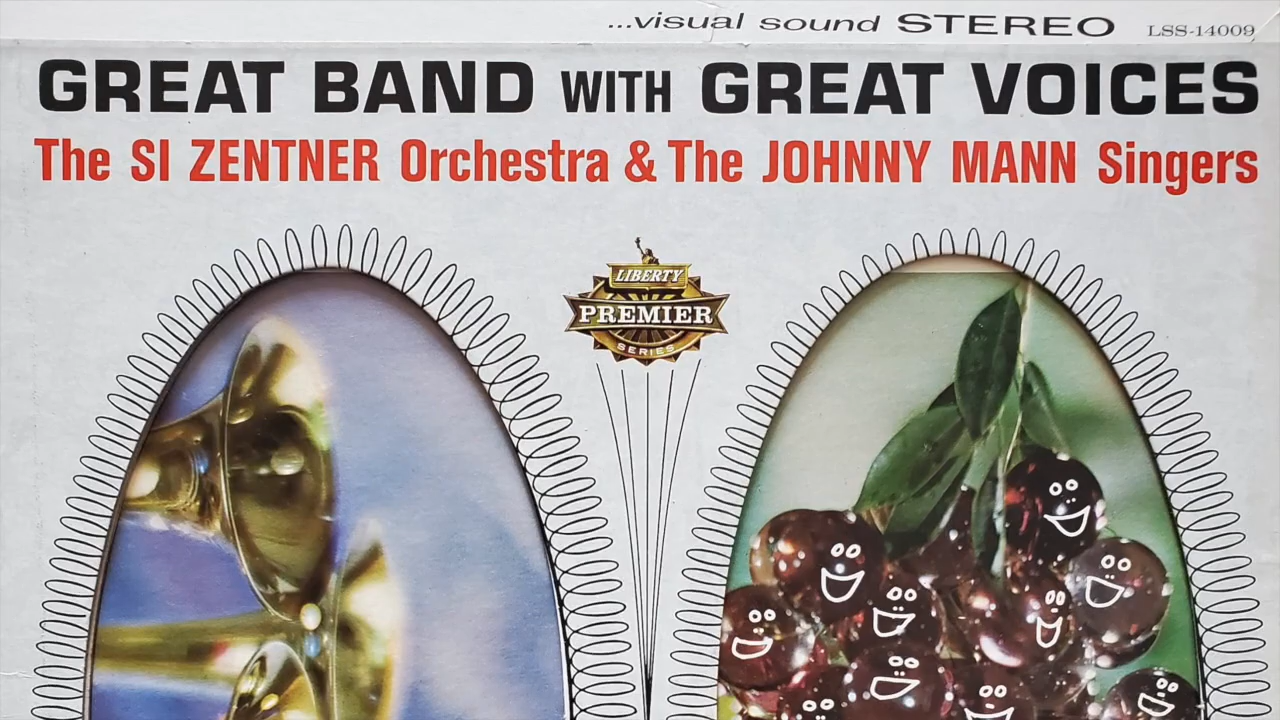 ...visual sound STEREO LSS-14009
GREAT BAND WITH GREAT VOICES
The SI ZENTNER Orchestra & The JOHNNY MANN Singers
LIBERTY
PREMIER
SERIES